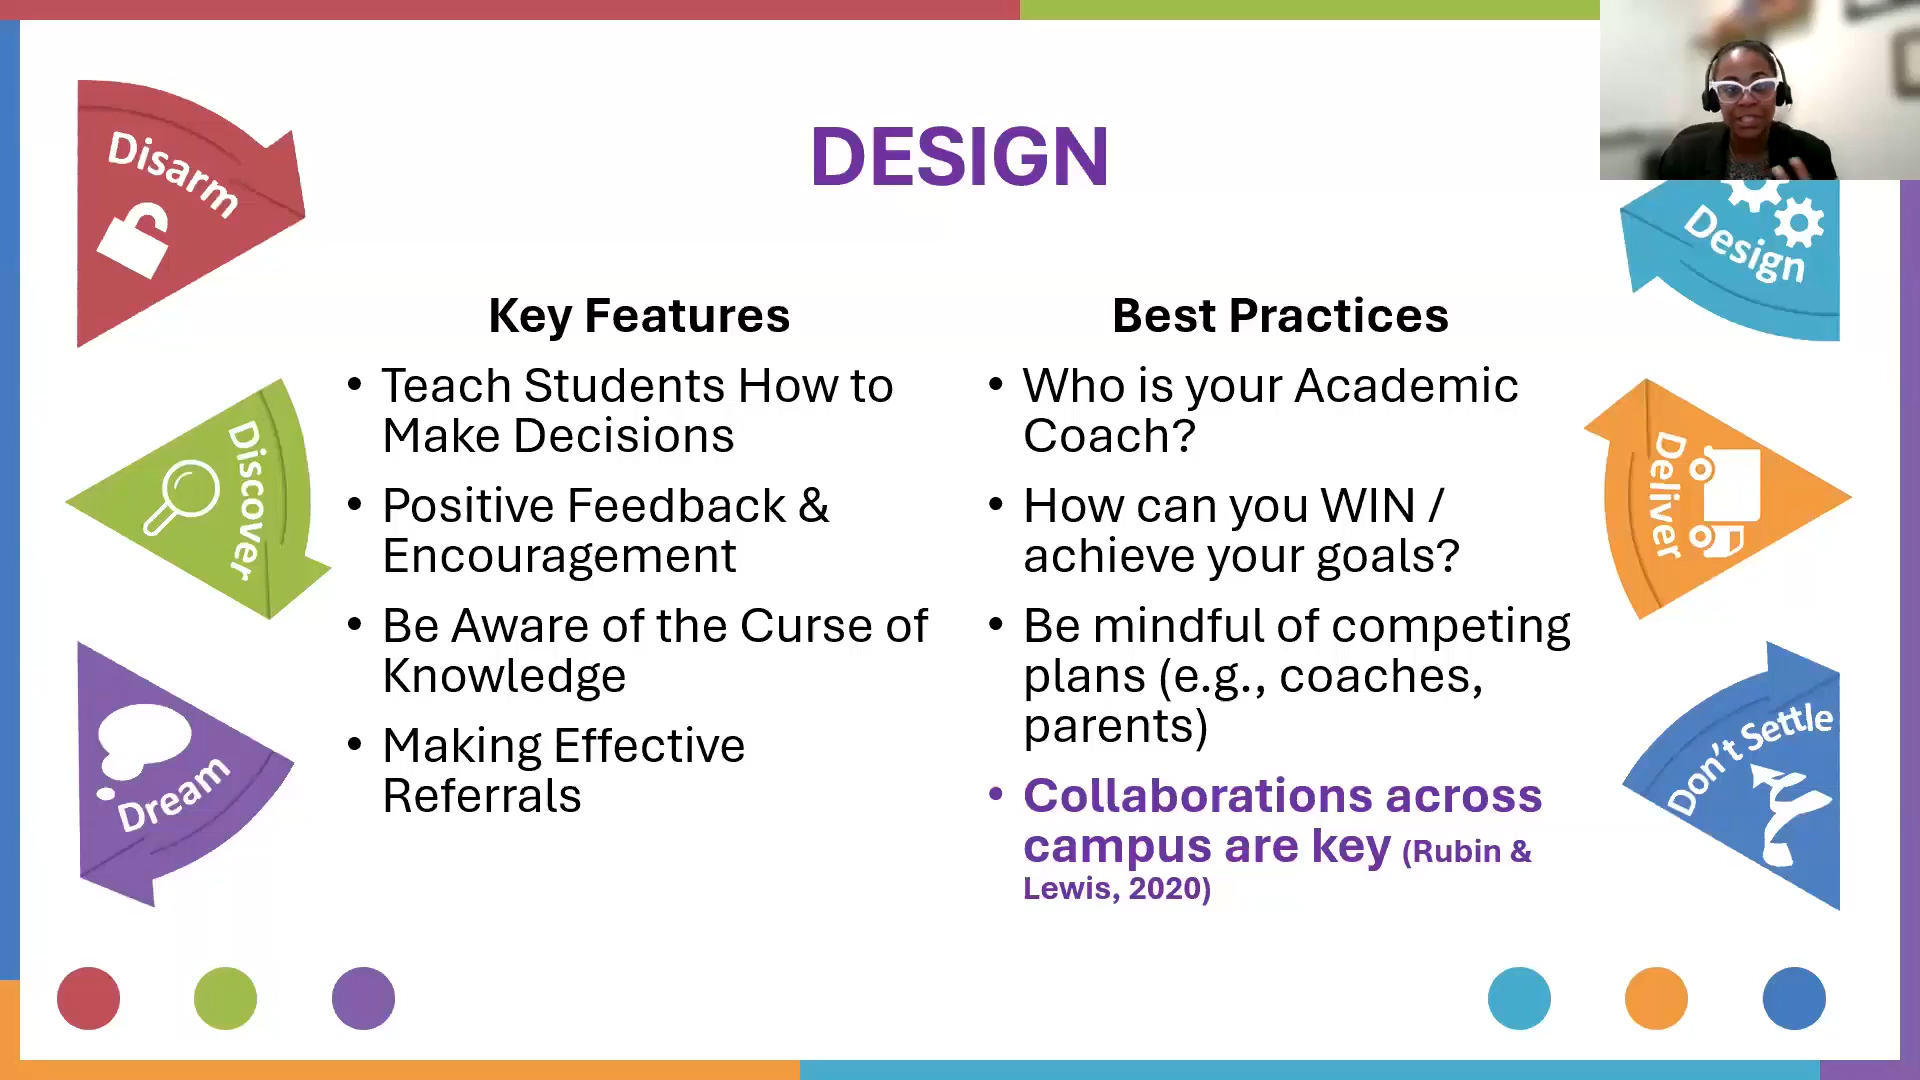 DESIGN
Disarm
Discover
Dream
Key Features
• Teach Students How to
Make Decisions
• Positive Feedback &
Encouragement
• Be Aware of the Curse of
Knowledge
• Making Effective
Referrals
Best Practices
• Who is your Academic
Coach?
• How can you WIN /
achieve your goals?
• Be mindful of competing
plans (e.g., coaches,
parents)
• Collaborations across
campus are key (Rubin &
Lewis, 2020)
Design
Deliver
Don't Settle